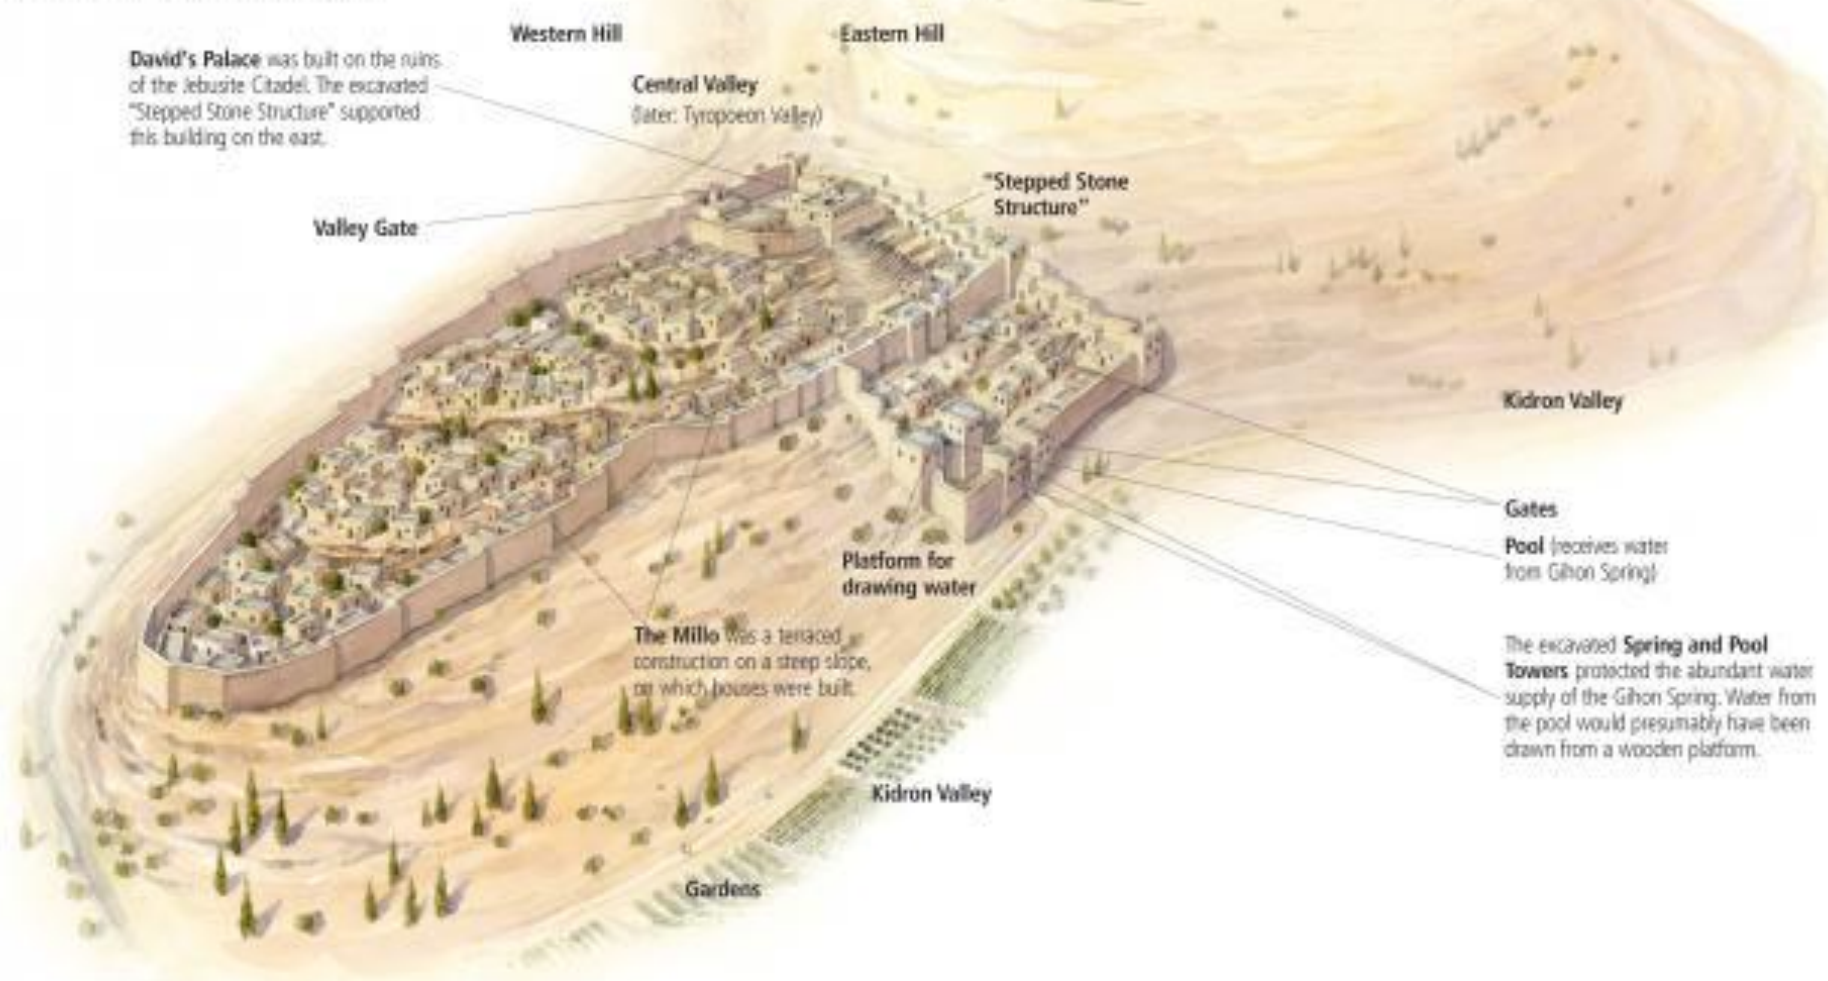 Western Hill
Eastern Hill
David's Palace was built on the ruins
of the Jebusite Citadel. The excavated
"Stepped Stone Structure" supported
this building on the east.
Central Valley
(later: Tyropoeon Valley)
"Stepped Stone
Structure"
Valley Gate
Kidron Valley
Gates
Pool (receives water
from Gihon Spring)
Platform for
drawing water
The Millo was a terraced
construction on a steep slope,
on which houses were built.
The excavated Spring and Pool
Towers protected the abundant water
supply of the Gihon Spring. Water from
the pool would presumably have been
drawn from a wooden platform.
Kidron Valley
Gardens